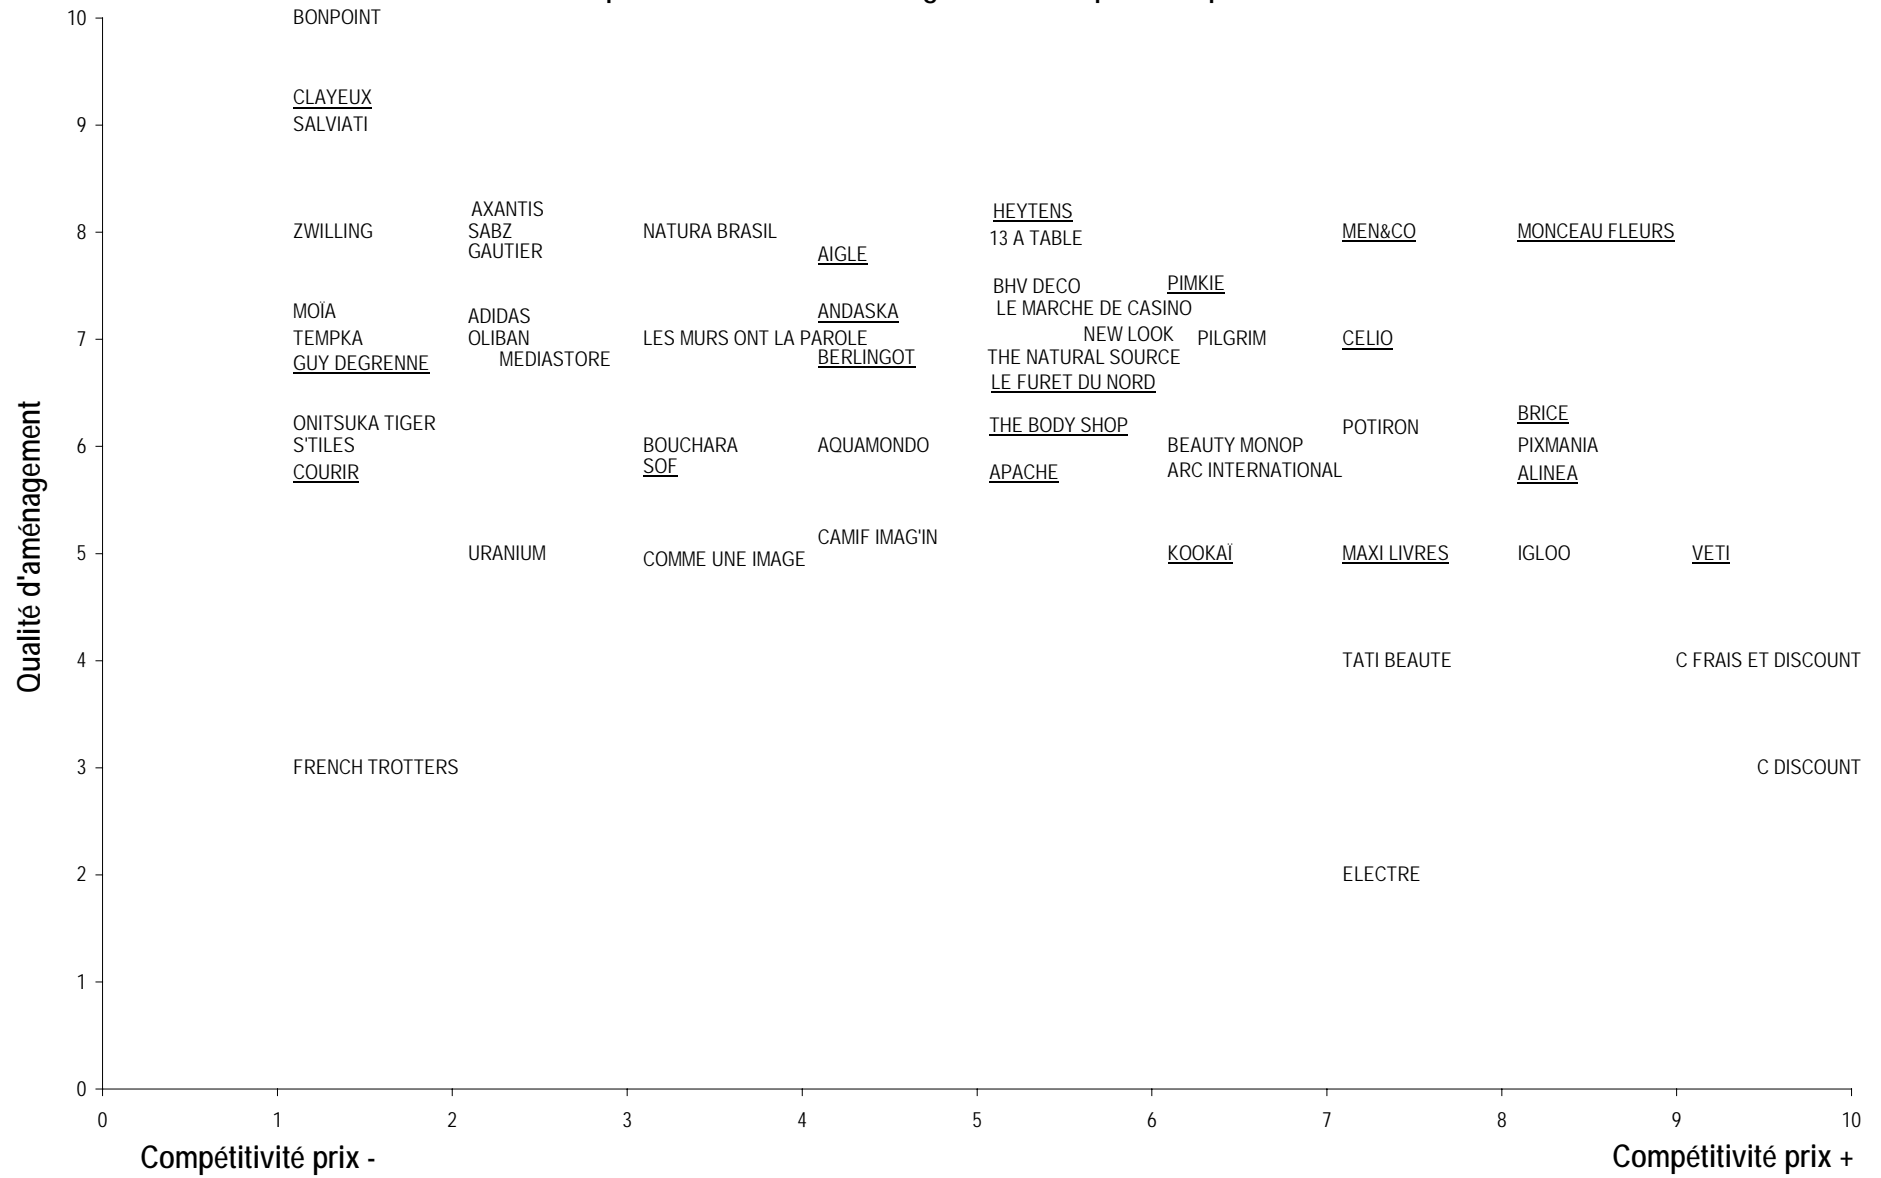 10
BONPOINT
CLAYEUX
9
SALVIATI
AXANTIS
HEYTENS
8
ZWILLING
SABZ
NATURA BRASIL
13 A TABLE
MEN&CO
MONCEAU FLEURS
GAUTIER
AIGLE
BHV DECO
PIMKIE
MOÏA
ADIDAS
ANDASKA
LE MARCHE DE CASINO
7
TEMPKA
OLIBAN
LES MURS ONT LA PAROLE
NEW LOOK
PILGRIM
CELIO
GUY DEGRENNE
MEDIASTORE
BERLINGOT
THE NATURAL SOURCE
LE FURET DU NORD
ONITSUKA TIGER
THE BODY SHOP
POTIRON
BRICE
6
S'TILES
BOUCHARA
AQUAMONDO
BEAUTY MONOP
PIXMANIA
COURIR
SOF
APACHE
ARC INTERNATIONAL
ALINEA
CAMIF IMAG'IN
5
URANIUM
COMME UNE IMAGE
KOOKAÏ
MAXI LIVRES
IGLOO
VETI
4
TATI BEAUTE
C FRAIS ET DISCOUNT
3
FRENCH TROTTERS
C DISCOUNT
2
ELECTRE
1
0
Qualité d'aménagement
0 1 2 3 4 5 6 7 8 9 10
Compétitivité prix -
Compétitivité prix +